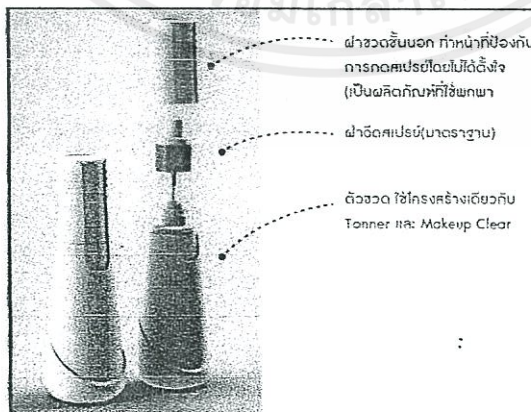 ฝาขวดชั้นนอก ทำหน้าที่ป้องกัน
การกดสเปรย์โดยไม่ได้ตั้งใจ
(เป็นผลิตภัณฑ์ที่ใช้พกพา
ฝาฉีดสเปรย์(มาตราฐาน)
ตัวขวด ใช้โครงสร้างเดียวกับ
Tonner และ Makeup Clear